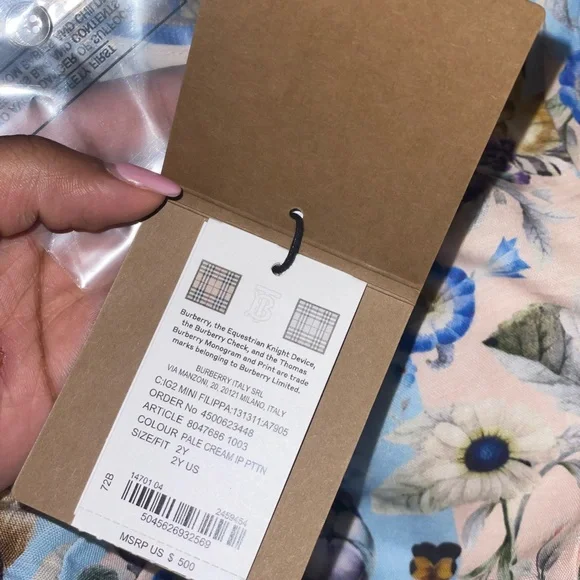 Burberry, the Equestrian Knight Device,
the Burberry Check, and the Thomas
Burberry Monogram and Print are trade
marks belonging to Burberry Limited.
BURBERRY ITALY SRL
VIA MANZONI, 20, 20121 MILANO, ITALY
C:IG2 MINI FILIPPA:131311:A7905
ORDER No 4500623448
ARTICLE 8047686 1003
COLOUR PALE CREAM IP PTTN
SIZE/FIT 2Y
2Y US
72B
14701 04
2459454
5045626932569
MSRP US $ 500